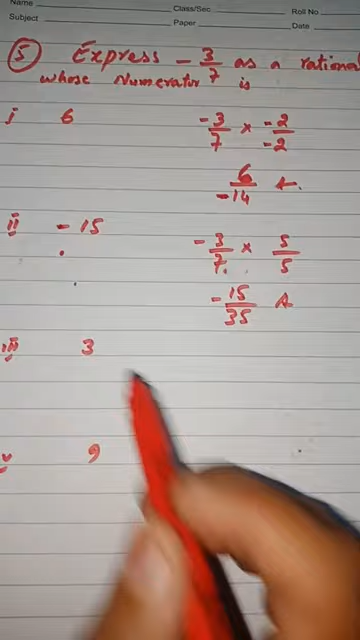 Name Class/Sec Roll No
Subject Paper Date
5 Express -3/7 as a rational
whose Numerator is
i 6 -3/7 × -2/-2
6/-14 A.
ii -15 -3/7 × 5/5
-15/35 A
iii 3
v 9